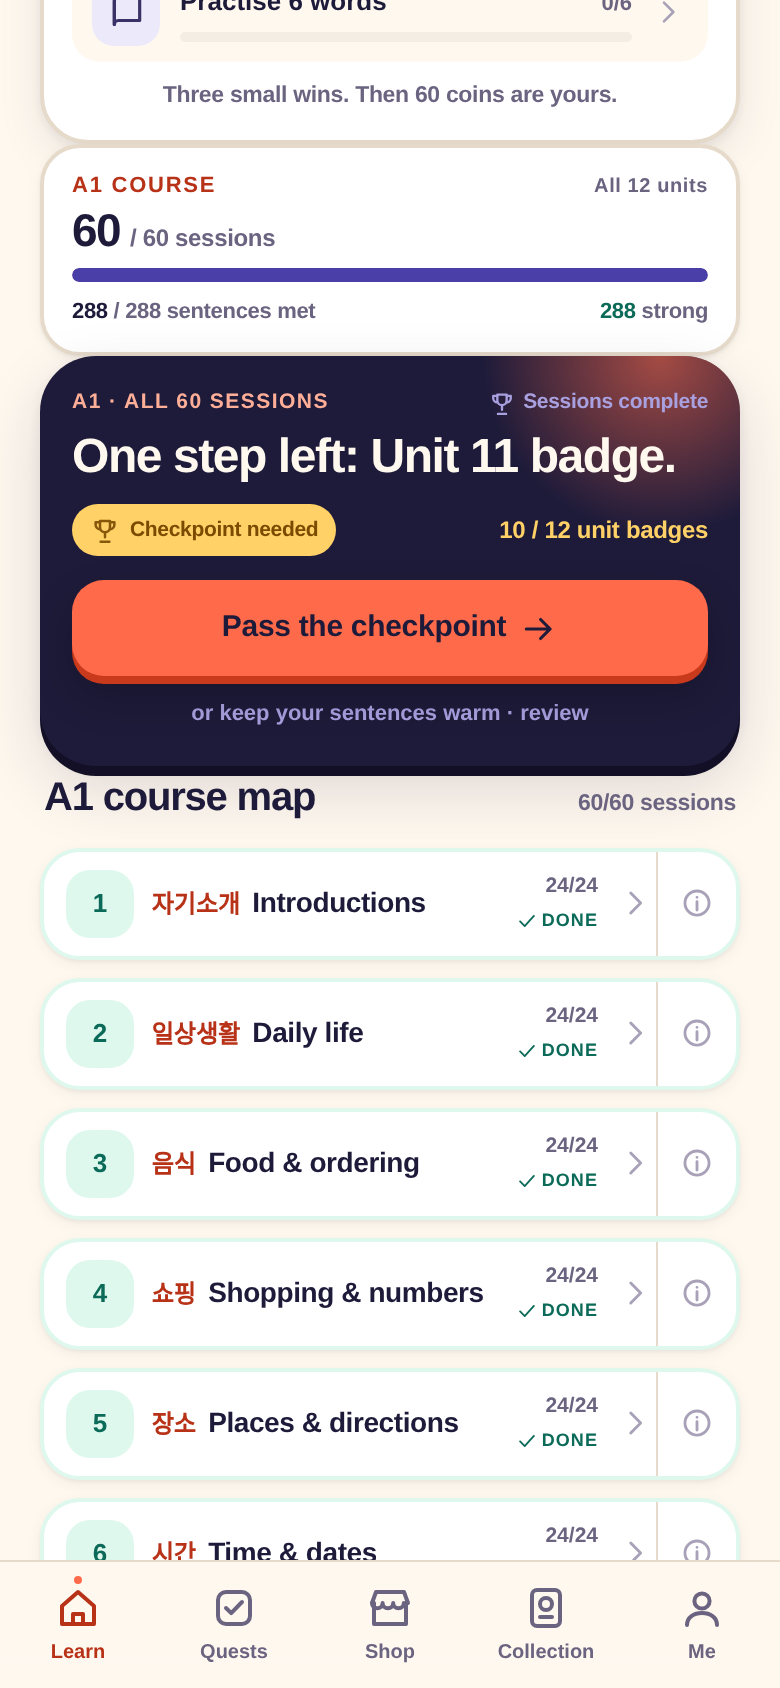 Practise 6 words
0/6
Three small wins. Then 60 coins are yours.
A1 COURSE
All 12 units
60 / 60 sessions
288 / 288 sentences met
288 strong
A1 · ALL 60 SESSIONS
Sessions complete
One step left: Unit 11 badge.
Checkpoint needed
10 / 12 unit badges
Pass the checkpoint →
or keep your sentences warm · review
A1 course map
60/60 sessions
1
자기소개 Introductions
24/24
DONE
2
일상생활 Daily life
24/24
DONE
3
음식 Food & ordering
24/24
DONE
4
쇼핑 Shopping & numbers
24/24
DONE
5
장소 Places & directions
24/24
DONE
6
시간 Time & dates
24/24
Learn
Quests
Shop
Collection
Me